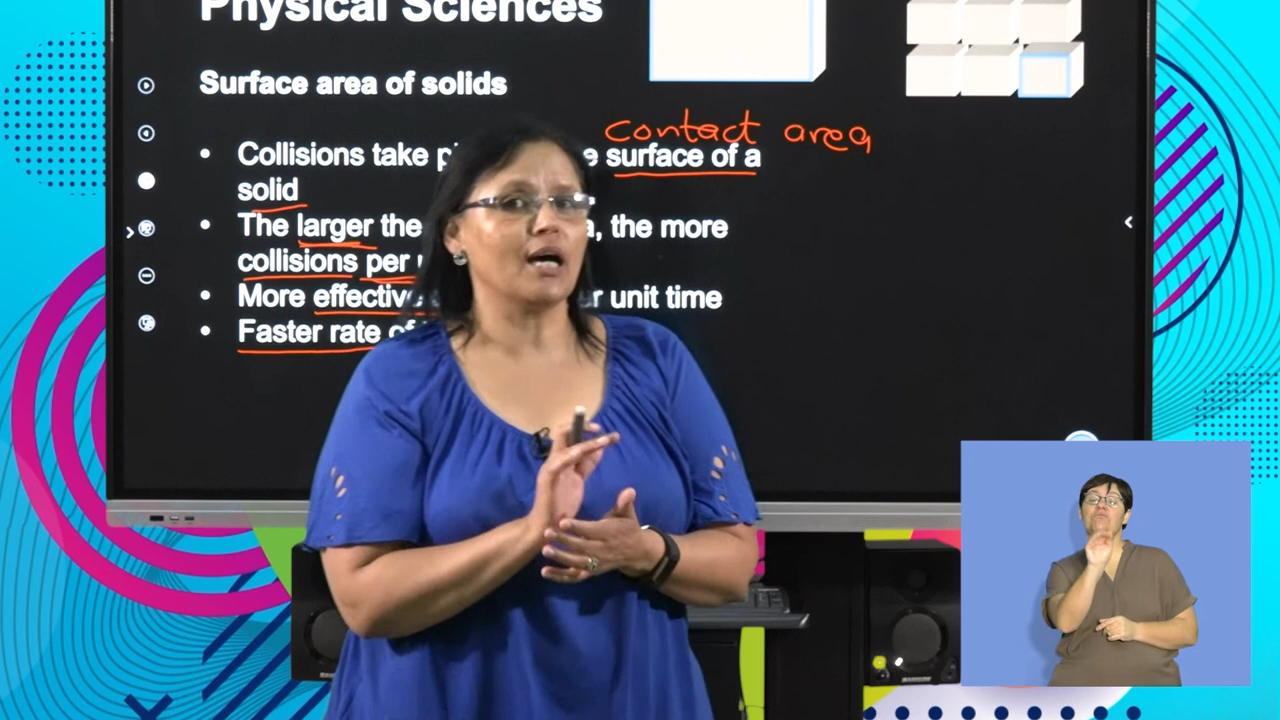 Physical Sciences
Surface area of solids
contact area
• Collisions take surface of a
solid
• The larger the the more
collisions per
• More effective unit time
• Faster rate of